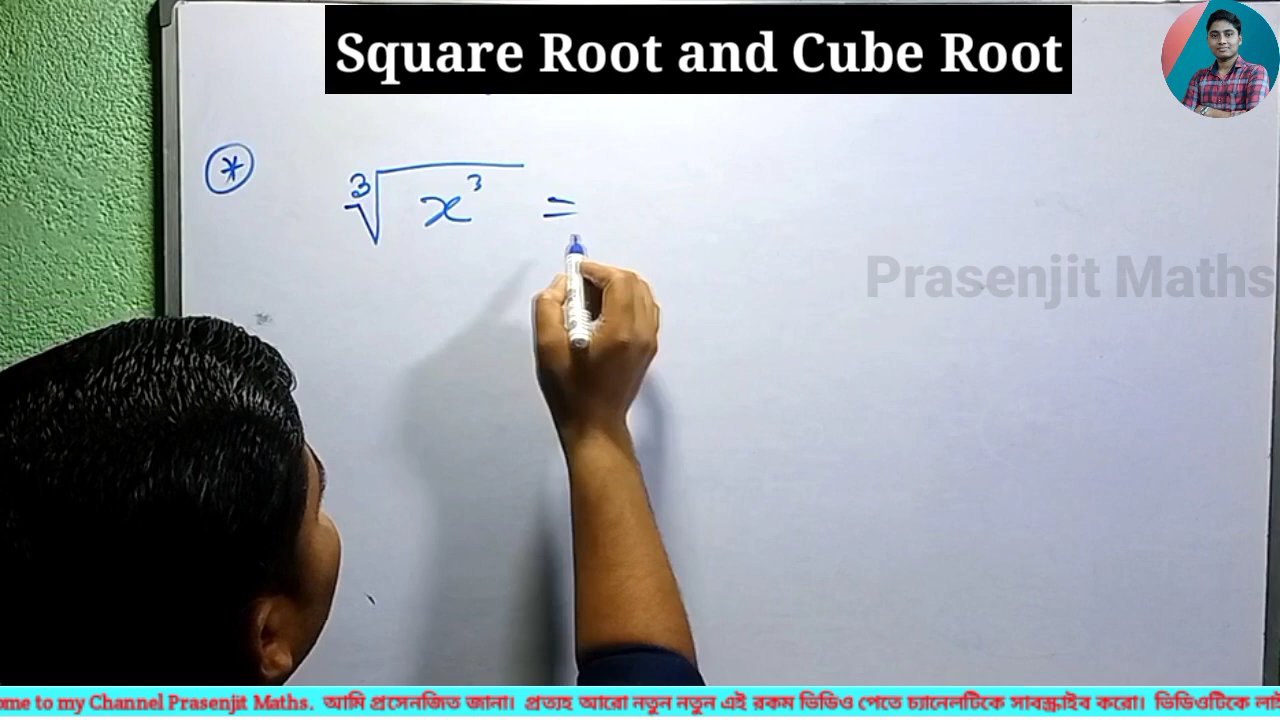 Square Root and Cube Root
* ∛x³ =
Prasenjit Maths
ome to my Channel Prasenjit Maths. আমি প্রসেনজিত জানা। প্রত্যহ আরো নতুন নতুন এই রকম ভিডিও পেতে চ্যানেলটিকে সাবস্ক্রাইব করো। ভিডিওটিকে লাই